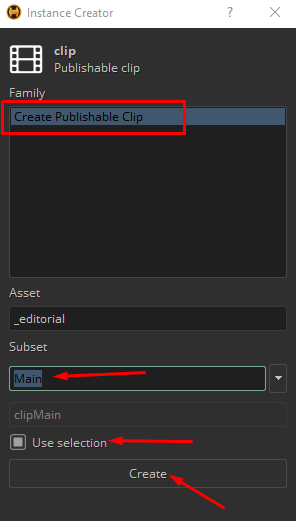 Instance Creator
?
clip
Publishable clip
Family
Create Publishable Clip
Asset
_editorial
Subset
Main
clipMain
Use selection
Create